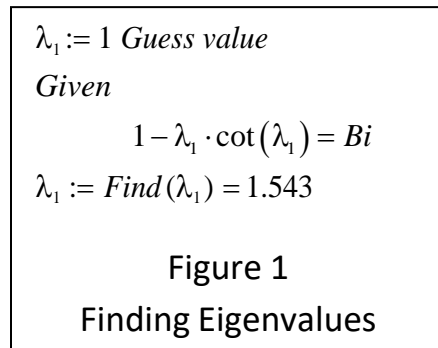 λ₁ := 1 Guess value
Given
1 − λ₁ · cot(λ₁) = Bi
λ₁ := Find(λ₁) = 1.543
Figure 1
Finding Eigenvalues